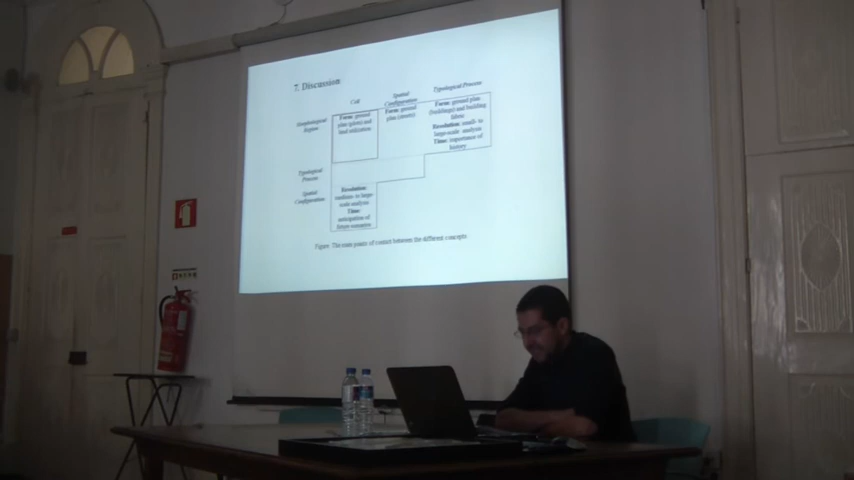 7. Discussion
Cell
Spatial
Configuration
Typological Process
Morphological
Region
Form: ground
plan (plots) and
land utilization
Form: ground
plan (streets)
Form: ground plan
(buildings) and building
fabric
Resolution: small- to
large-scale analysis
Time: importance of
history
Typological
Process
Spatial
Configuration
Resolution:
medium- to large-
scale analysis
Time:
anticipation of
future scenarios
Figure. The main points of contact between the different concepts